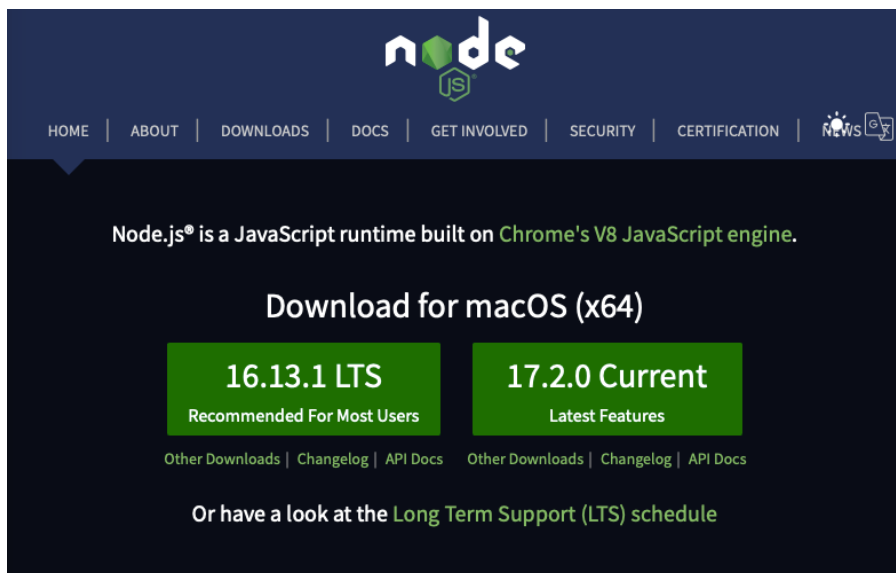 node
JS
HOME | ABOUT | DOWNLOADS | DOCS | GET INVOLVED | SECURITY | CERTIFICATION | NEWS
Node.js® is a JavaScript runtime built on Chrome's V8 JavaScript engine.
Download for macOS (x64)
16.13.1 LTS
Recommended For Most Users
17.2.0 Current
Latest Features
Other Downloads | Changelog | API Docs
Other Downloads | Changelog | API Docs
Or have a look at the Long Term Support (LTS) schedule